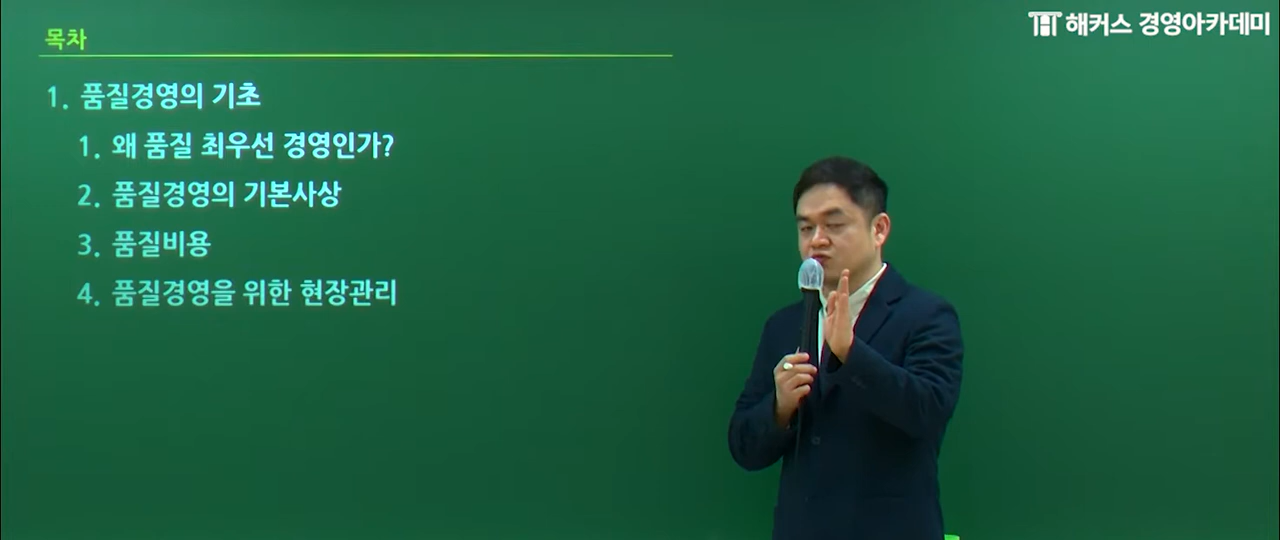 목차
해커스 경영아카데미
1. 품질경영의 기초
1. 왜 품질 최우선 경영인가?
2. 품질경영의 기본사상
3. 품질비용
4. 품질경영을 위한 현장관리